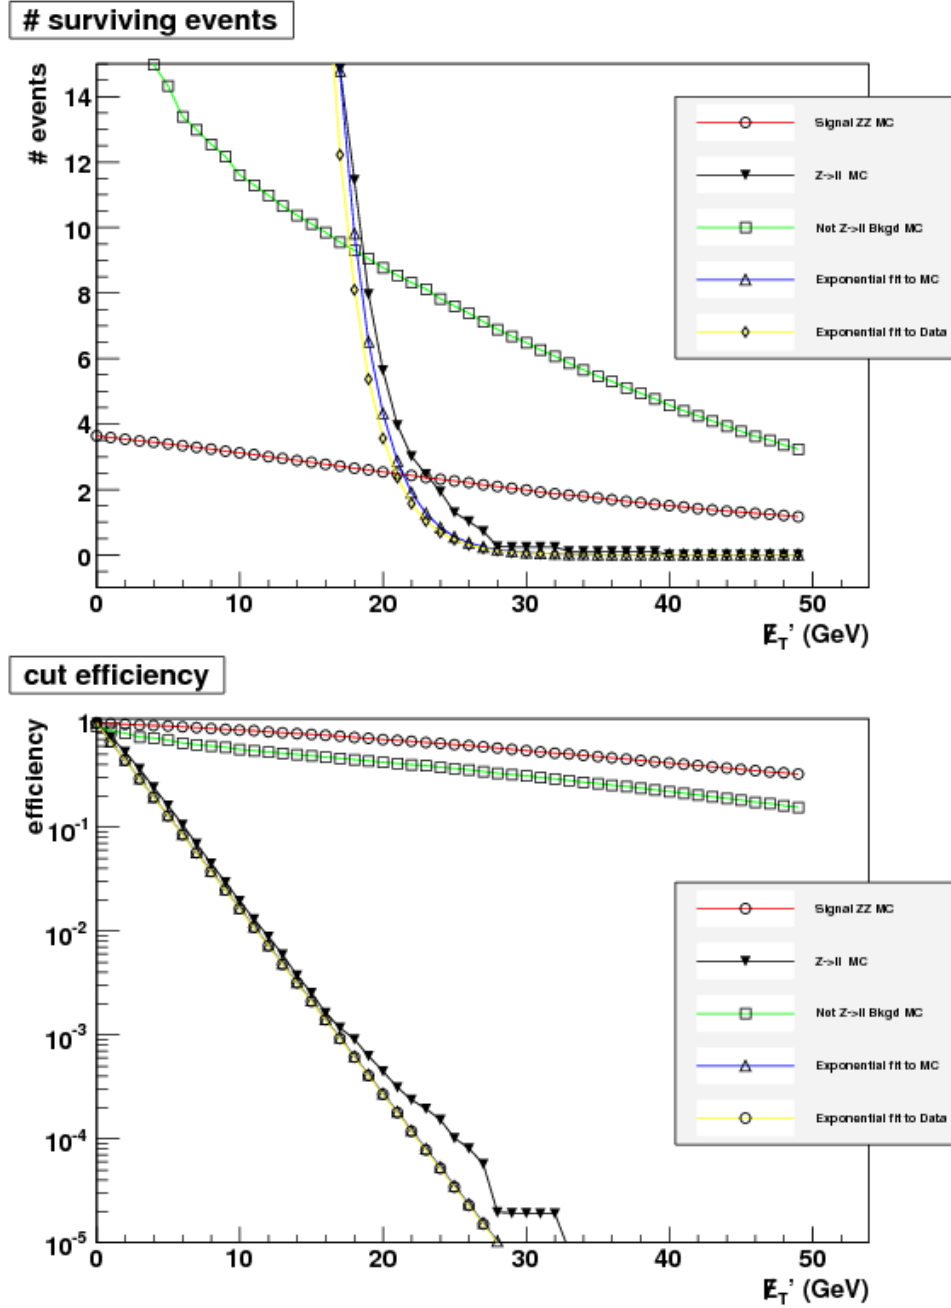 # surviving events
# events
14
12
10
8
6
4
2
0
0 10 20 30 40 50
E̸_T' (GeV)
Signal ZZ MC
Z->ll MC
Not Z->ll Bkgd MC
Exponential fit to MC
Exponential fit to Data
cut efficiency
efficiency
1
10^-1
10^-2
10^-3
10^-4
10^-5
0 10 20 30 40 50
E̸_T' (GeV)
Signal ZZ MC
Z->ll MC
Not Z->ll Bkgd MC
Exponential fit to MC
Exponential fit to Data